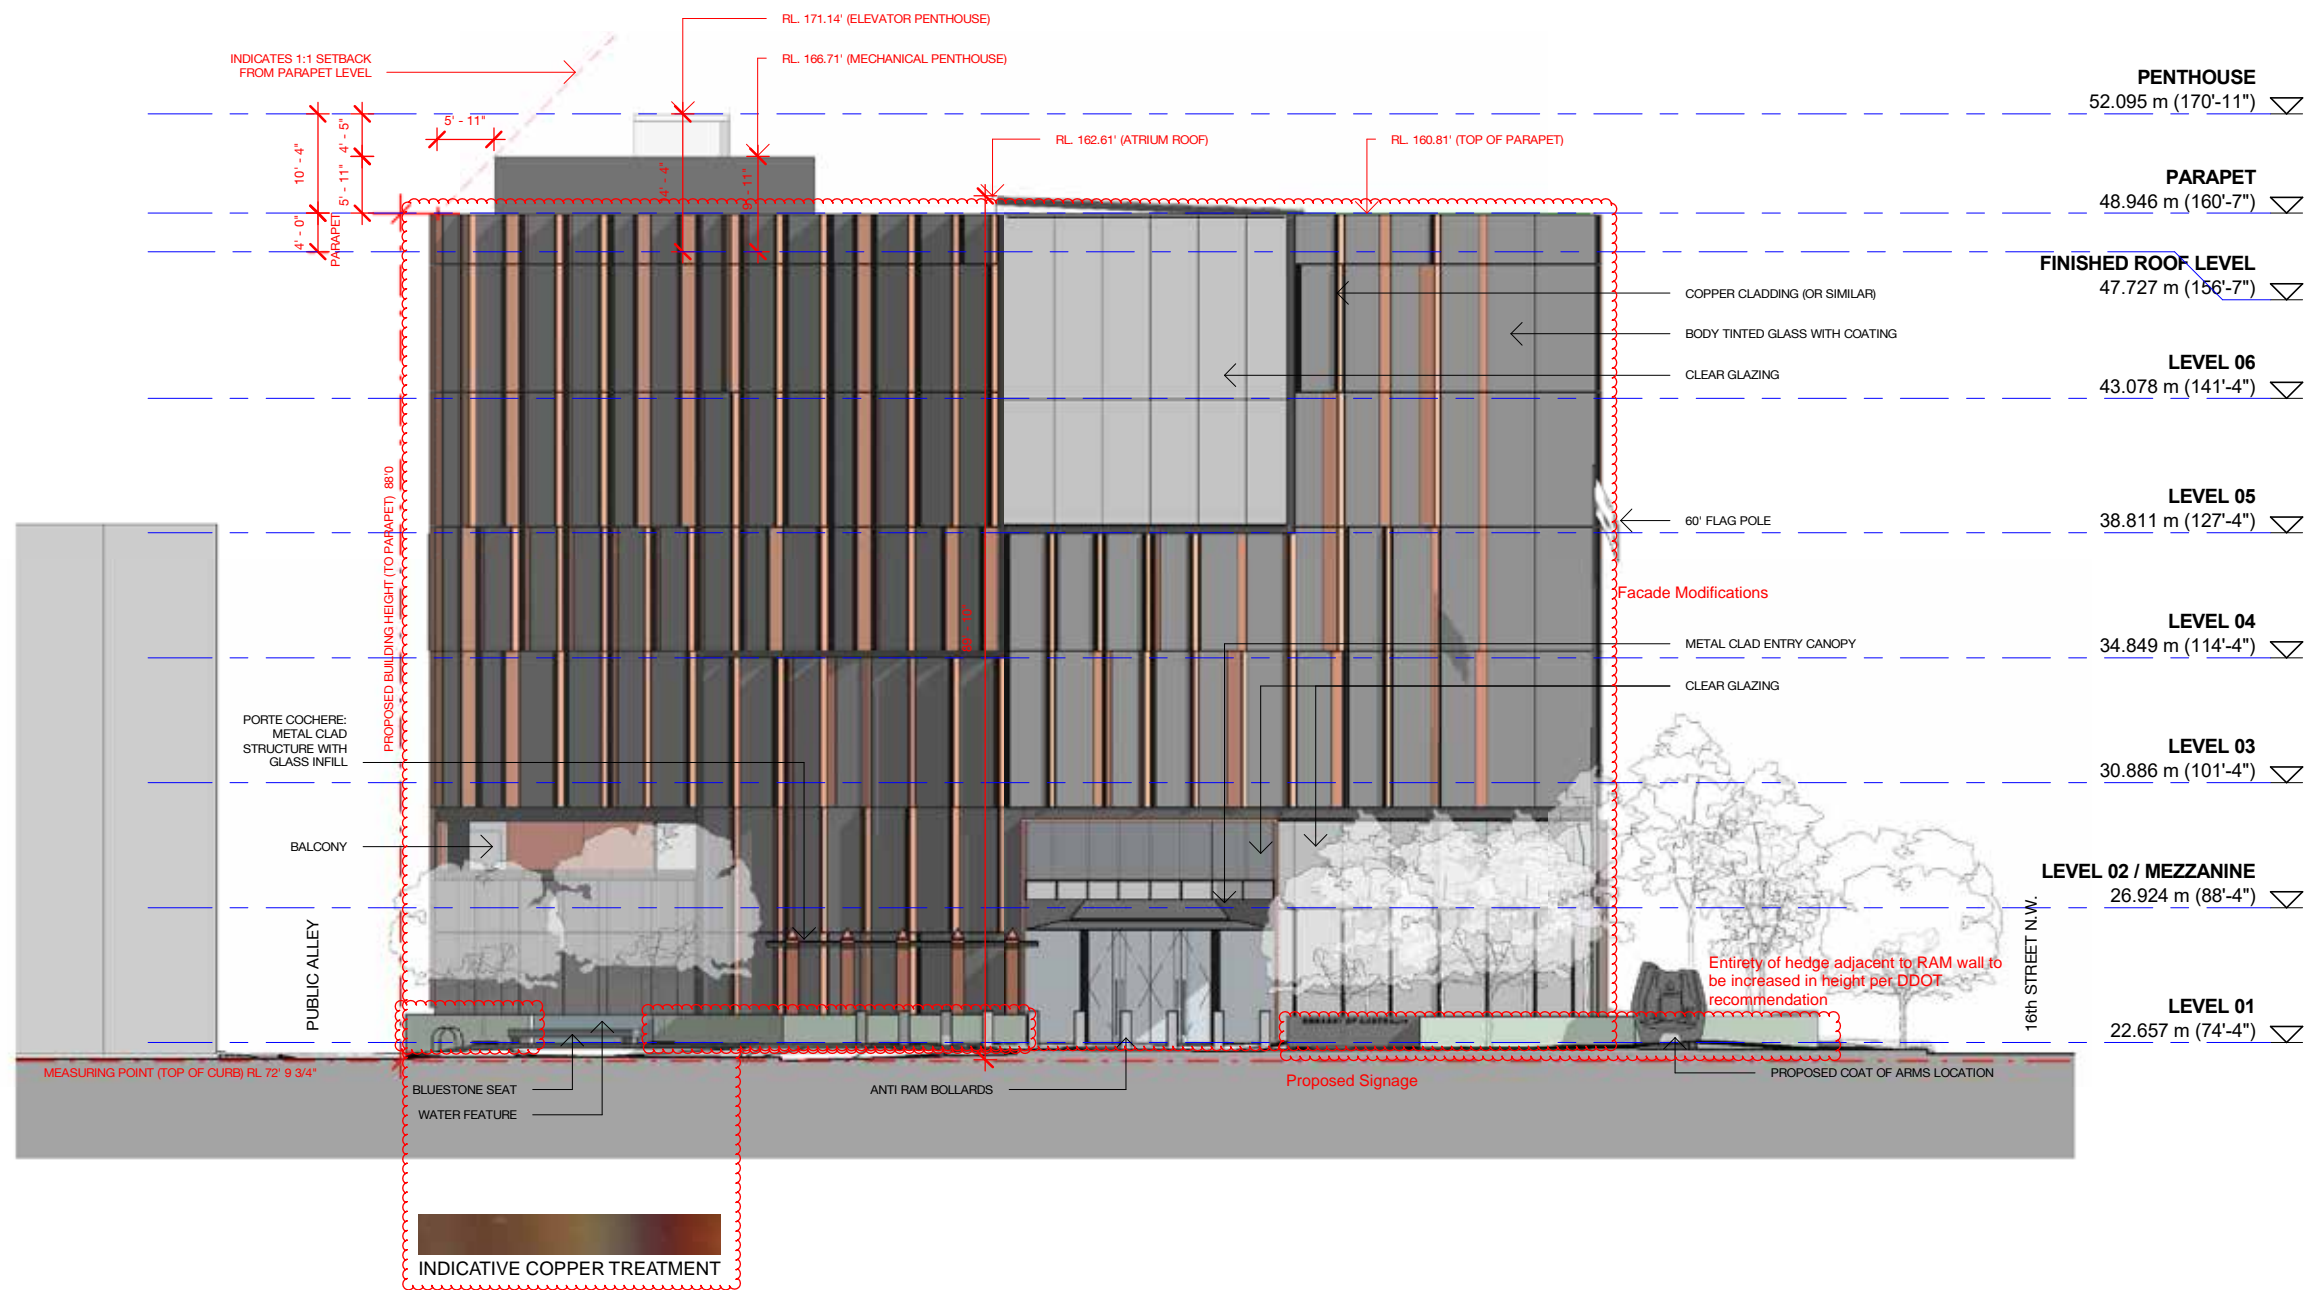 RL. 171.14' (ELEVATOR PENTHOUSE)
INDICATES 1:1 SETBACK
FROM PARAPET LEVEL
RL. 166.71' (MECHANICAL PENTHOUSE)
PENTHOUSE
52.095 m (170'-11")
5' - 11"
4' - 5"
10' - 4"
5' - 11"
4' - 0"
PARAPET
RL. 162.61' (ATRIUM ROOF)
RL. 160.81' (TOP OF PARAPET)
PARAPET
48.946 m (160'-7")
FINISHED ROOF LEVEL
47.727 m (156'-7")
COPPER CLADDING (OR SIMILAR)
BODY TINTED GLASS WITH COATING
CLEAR GLAZING
LEVEL 06
43.078 m (141'-4")
PROPOSED BUILDING HEIGHT (TO PARAPET) 88'0
LEVEL 05
38.811 m (127'-4")
60' FLAG POLE
Facade Modifications
LEVEL 04
34.849 m (114'-4")
METAL CLAD ENTRY CANOPY
CLEAR GLAZING
PORTE COCHERE:
METAL CLAD
STRUCTURE WITH
GLASS INFILL
LEVEL 03
30.886 m (101'-4")
BALCONY
LEVEL 02 / MEZZANINE
26.924 m (88'-4")
PUBLIC ALLEY
16th STREET N.W.
Entirety of hedge adjacent to RAM wall to
be increased in height per DDOT
recommendation
LEVEL 01
22.657 m (74'-4")
MEASURING POINT (TOP OF CURB) RL 72' 9 3/4"
BLUESTONE SEAT
WATER FEATURE
ANTI RAM BOLLARDS
Proposed Signage
PROPOSED COAT OF ARMS LOCATION
INDICATIVE COPPER TREATMENT